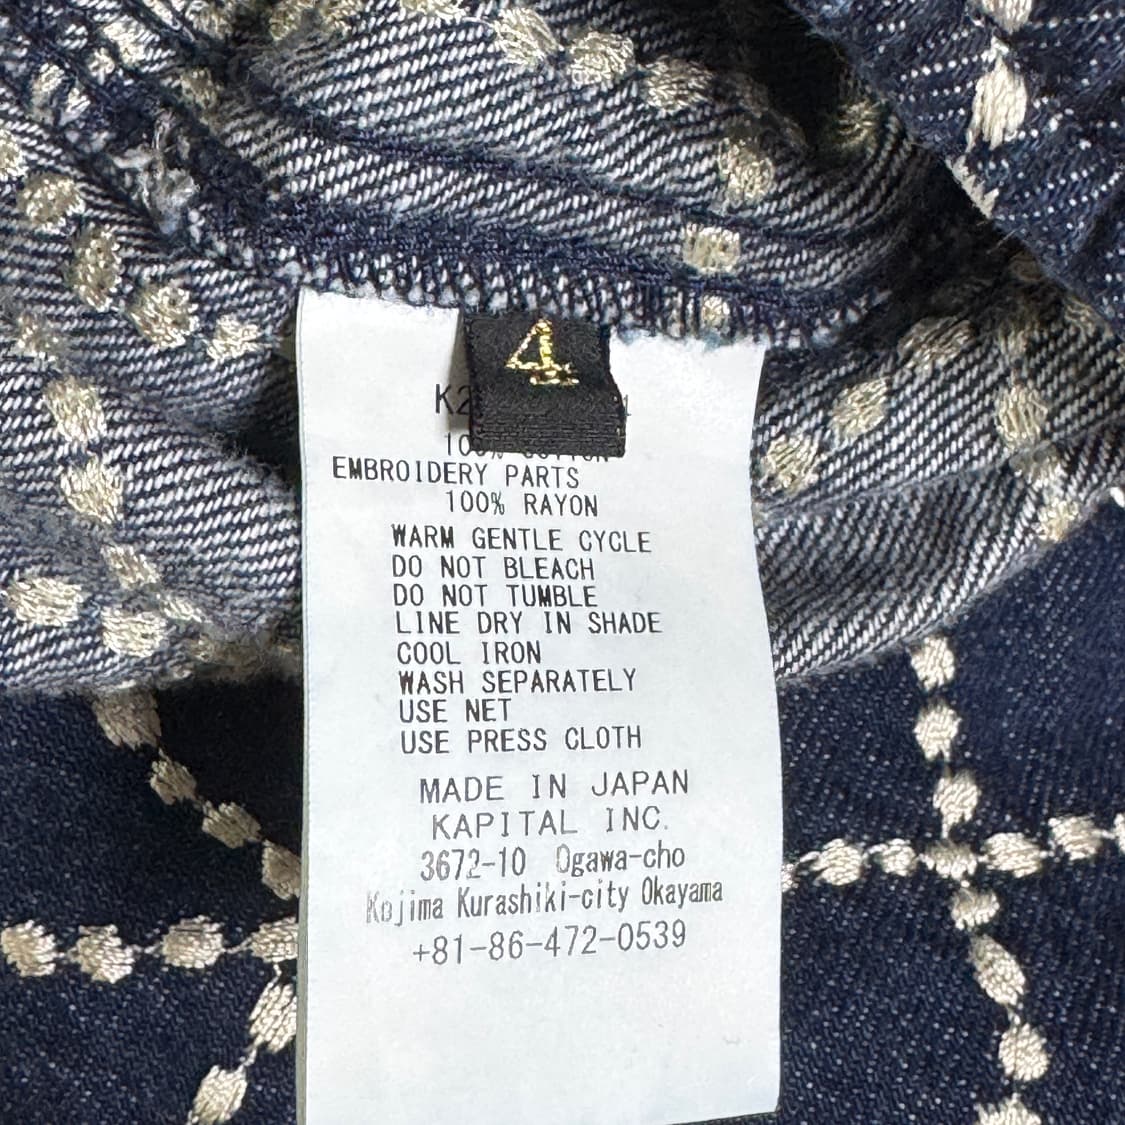 4
100% COTTON
EMBROIDERY PARTS
100% RAYON
WARM GENTLE CYCLE
DO NOT BLEACH
DO NOT TUMBLE
LINE DRY IN SHADE
COOL IRON
WASH SEPARATELY
USE NET
USE PRESS CLOTH
MADE IN JAPAN
KAPITAL INC.
3672-10 Ogawa-cho
Kojima Kurashiki-city Okayama
+81-86-472-0539